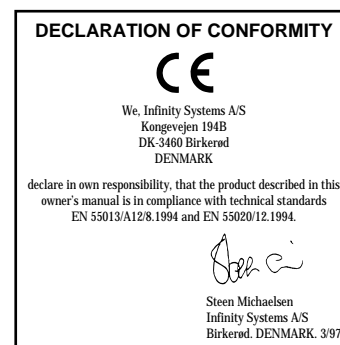 DECLARATION OF CONFORMITY
CE
We, Infinity Systems A/S
Kongevejen 194B
DK-3460 Birkerød
DENMARK
declare in own responsibility, that the product described in this
owner's manual is in compliance with technical standards
EN 55013/A12/8.1994 and EN 55020/12.1994.
Steen Michaelsen
Infinity Systems A/S
Birkerød. DENMARK. 3/97